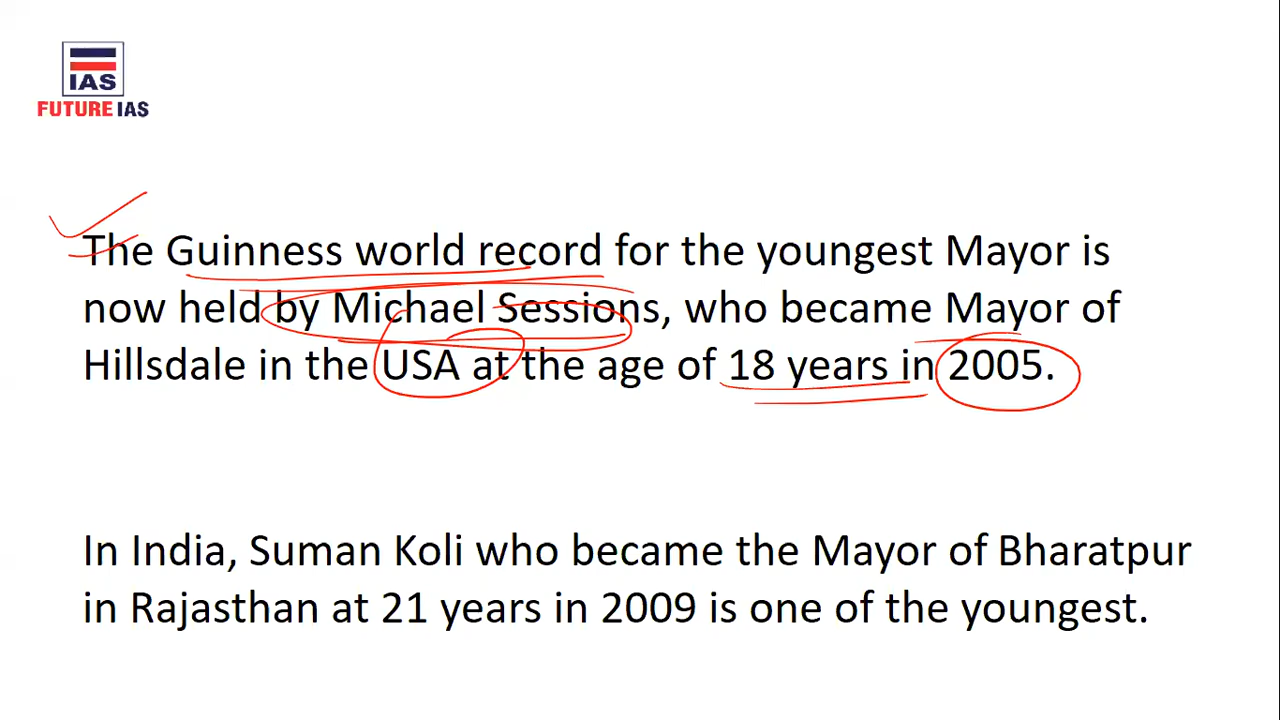 IAS
FUTURE IAS
The Guinness world record for the youngest Mayor is
now held by Michael Sessions, who became Mayor of
Hillsdale in the USA at the age of 18 years in 2005.
In India, Suman Koli who became the Mayor of Bharatpur
in Rajasthan at 21 years in 2009 is one of the youngest.